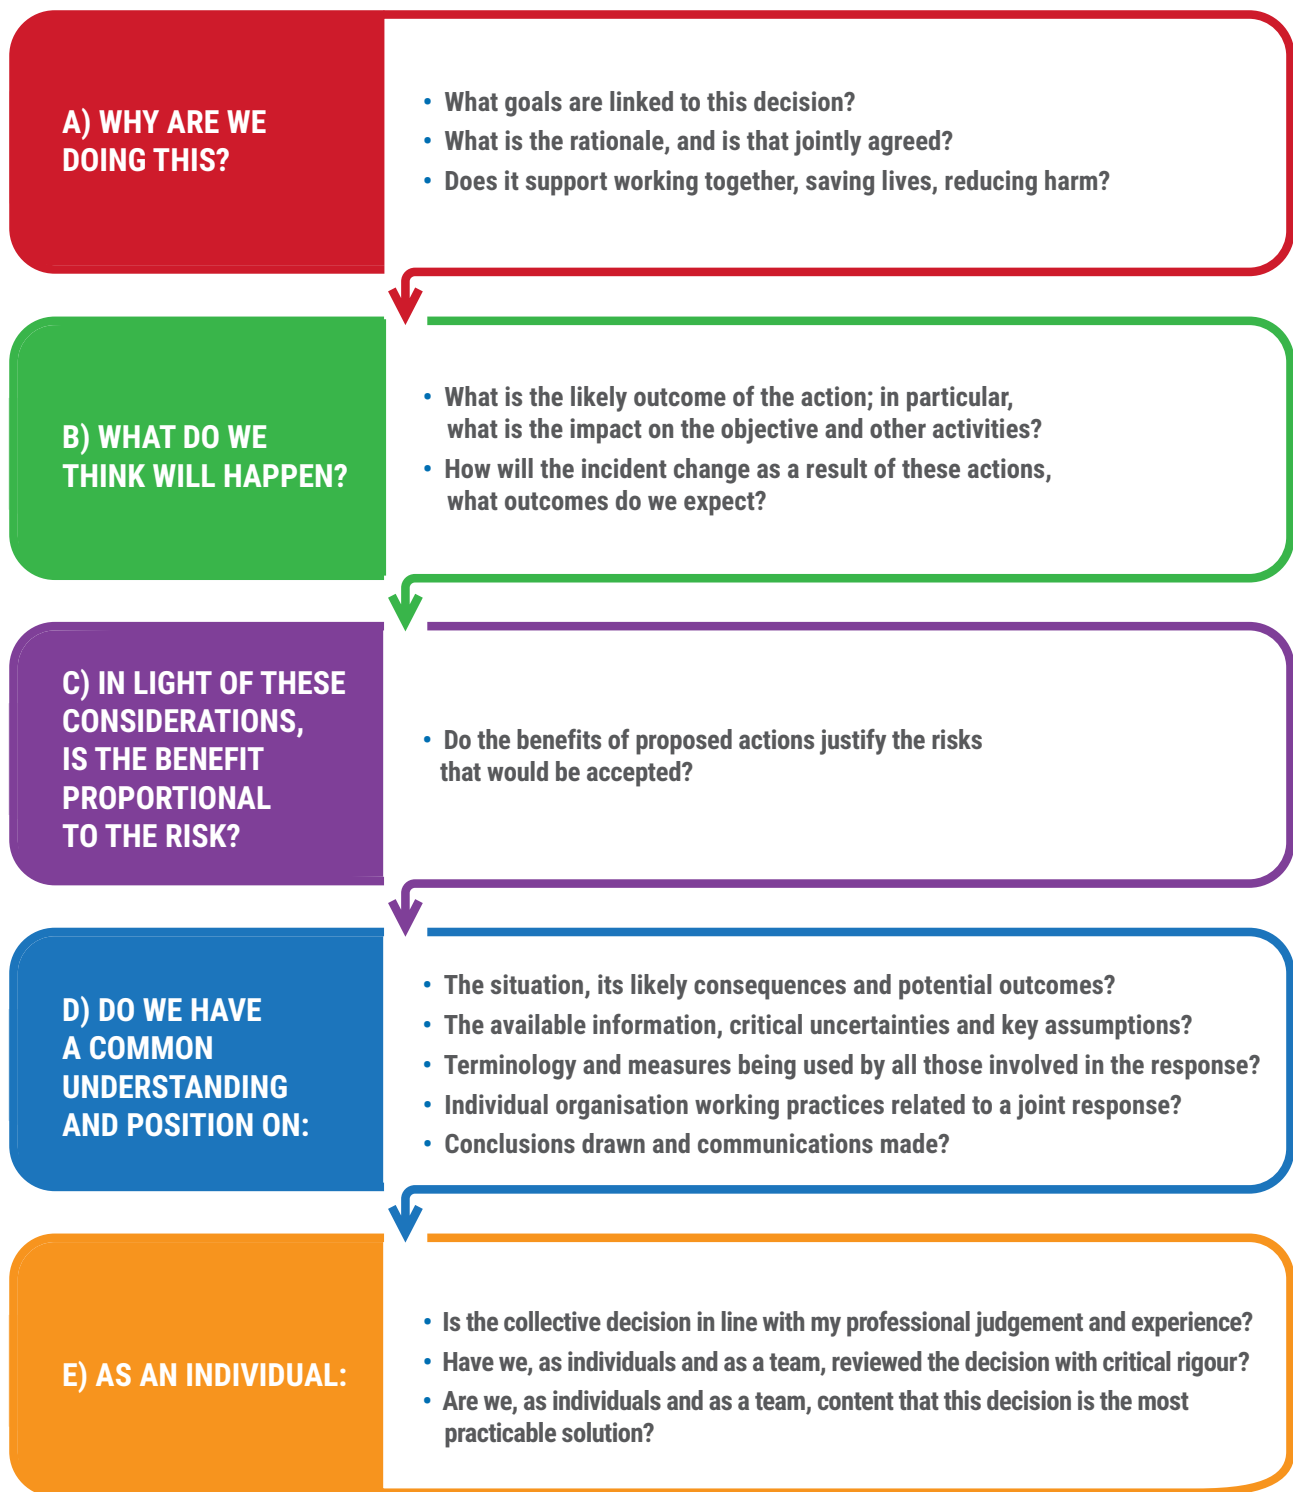 A) WHY ARE WE
DOING THIS?
• What goals are linked to this decision?
• What is the rationale, and is that jointly agreed?
• Does it support working together, saving lives, reducing harm?
B) WHAT DO WE
THINK WILL HAPPEN?
• What is the likely outcome of the action; in particular,
what is the impact on the objective and other activities?
• How will the incident change as a result of these actions,
what outcomes do we expect?
C) IN LIGHT OF THESE
CONSIDERATIONS,
IS THE BENEFIT
PROPORTIONAL
TO THE RISK?
• Do the benefits of proposed actions justify the risks
that would be accepted?
D) DO WE HAVE
A COMMON
UNDERSTANDING
AND POSITION ON:
• The situation, its likely consequences and potential outcomes?
• The available information, critical uncertainties and key assumptions?
• Terminology and measures being used by all those involved in the response?
• Individual organisation working practices related to a joint response?
• Conclusions drawn and communications made?
E) AS AN INDIVIDUAL:
• Is the collective decision in line with my professional judgement and experience?
• Have we, as individuals and as a team, reviewed the decision with critical rigour?
• Are we, as individuals and as a team, content that this decision is the most
practicable solution?